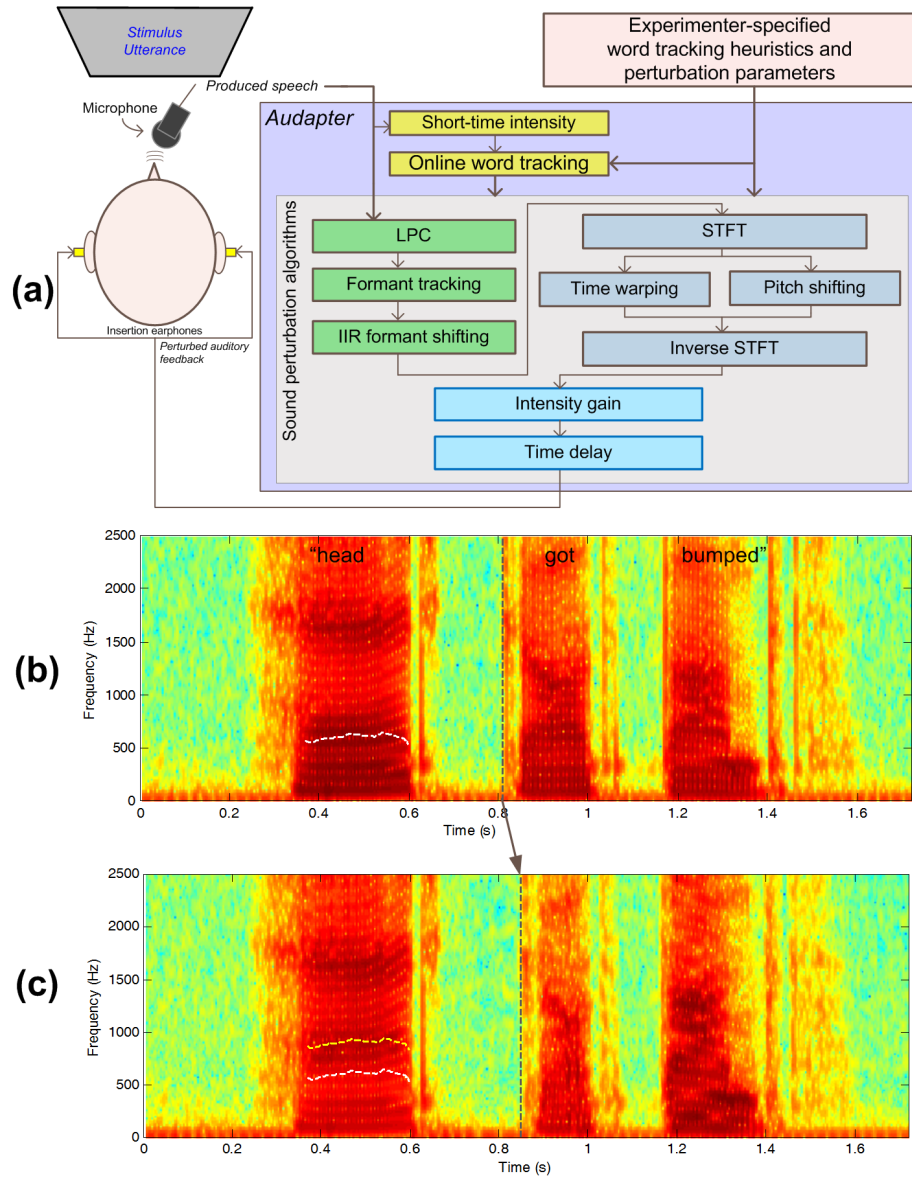 (a)
Stimulus
Utterance
Produced speech
Microphone
Insertion earphones
Perturbed auditory
feedback
Experimenter-specified
word tracking heuristics and
perturbation parameters
Audapter
Short-time intensity
Online word tracking
Sound perturbation algorithms
LPC
Formant tracking
IIR formant shifting
STFT
Time warping
Pitch shifting
Inverse STFT
Intensity gain
Time delay
(b)
"head got bumped"
Frequency (Hz)
2500
2000
1500
1000
500
0
0 0.2 0.4 0.6 0.8 1 1.2 1.4 1.6
Time (s)
(c)
Frequency (Hz)
2500
2000
1500
1000
500
0
0 0.2 0.4 0.6 0.8 1 1.2 1.4 1.6
Time (s)